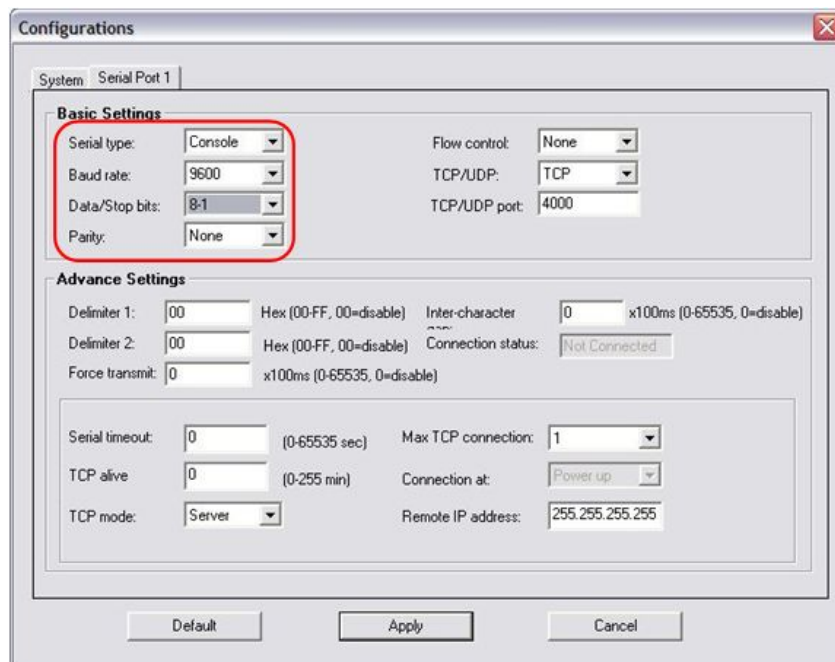 Configurations
System Serial Port 1
Basic Settings
Serial type: Console Flow control: None
Baud rate: 9600 TCP/UDP: TCP
Data/Stop bits: 8-1 TCP/UDP port: 4000
Parity: None
Advance Settings
Delimiter 1: 00 Hex (00-FF, 00=disable) Inter-character 0 x100ms (0-65535, 0=disable)
Delimiter 2: 00 Hex (00-FF, 00=disable) Connection status: Not Connected
Force transmit: 0 x100ms (0-65535, 0=disable)
Serial timeout: 0 (0-65535 sec) Max TCP connection: 1
TCP alive 0 (0-255 min) Connection at: Power up
TCP mode: Server Remote IP address: 255.255.255.255
Default Apply Cancel